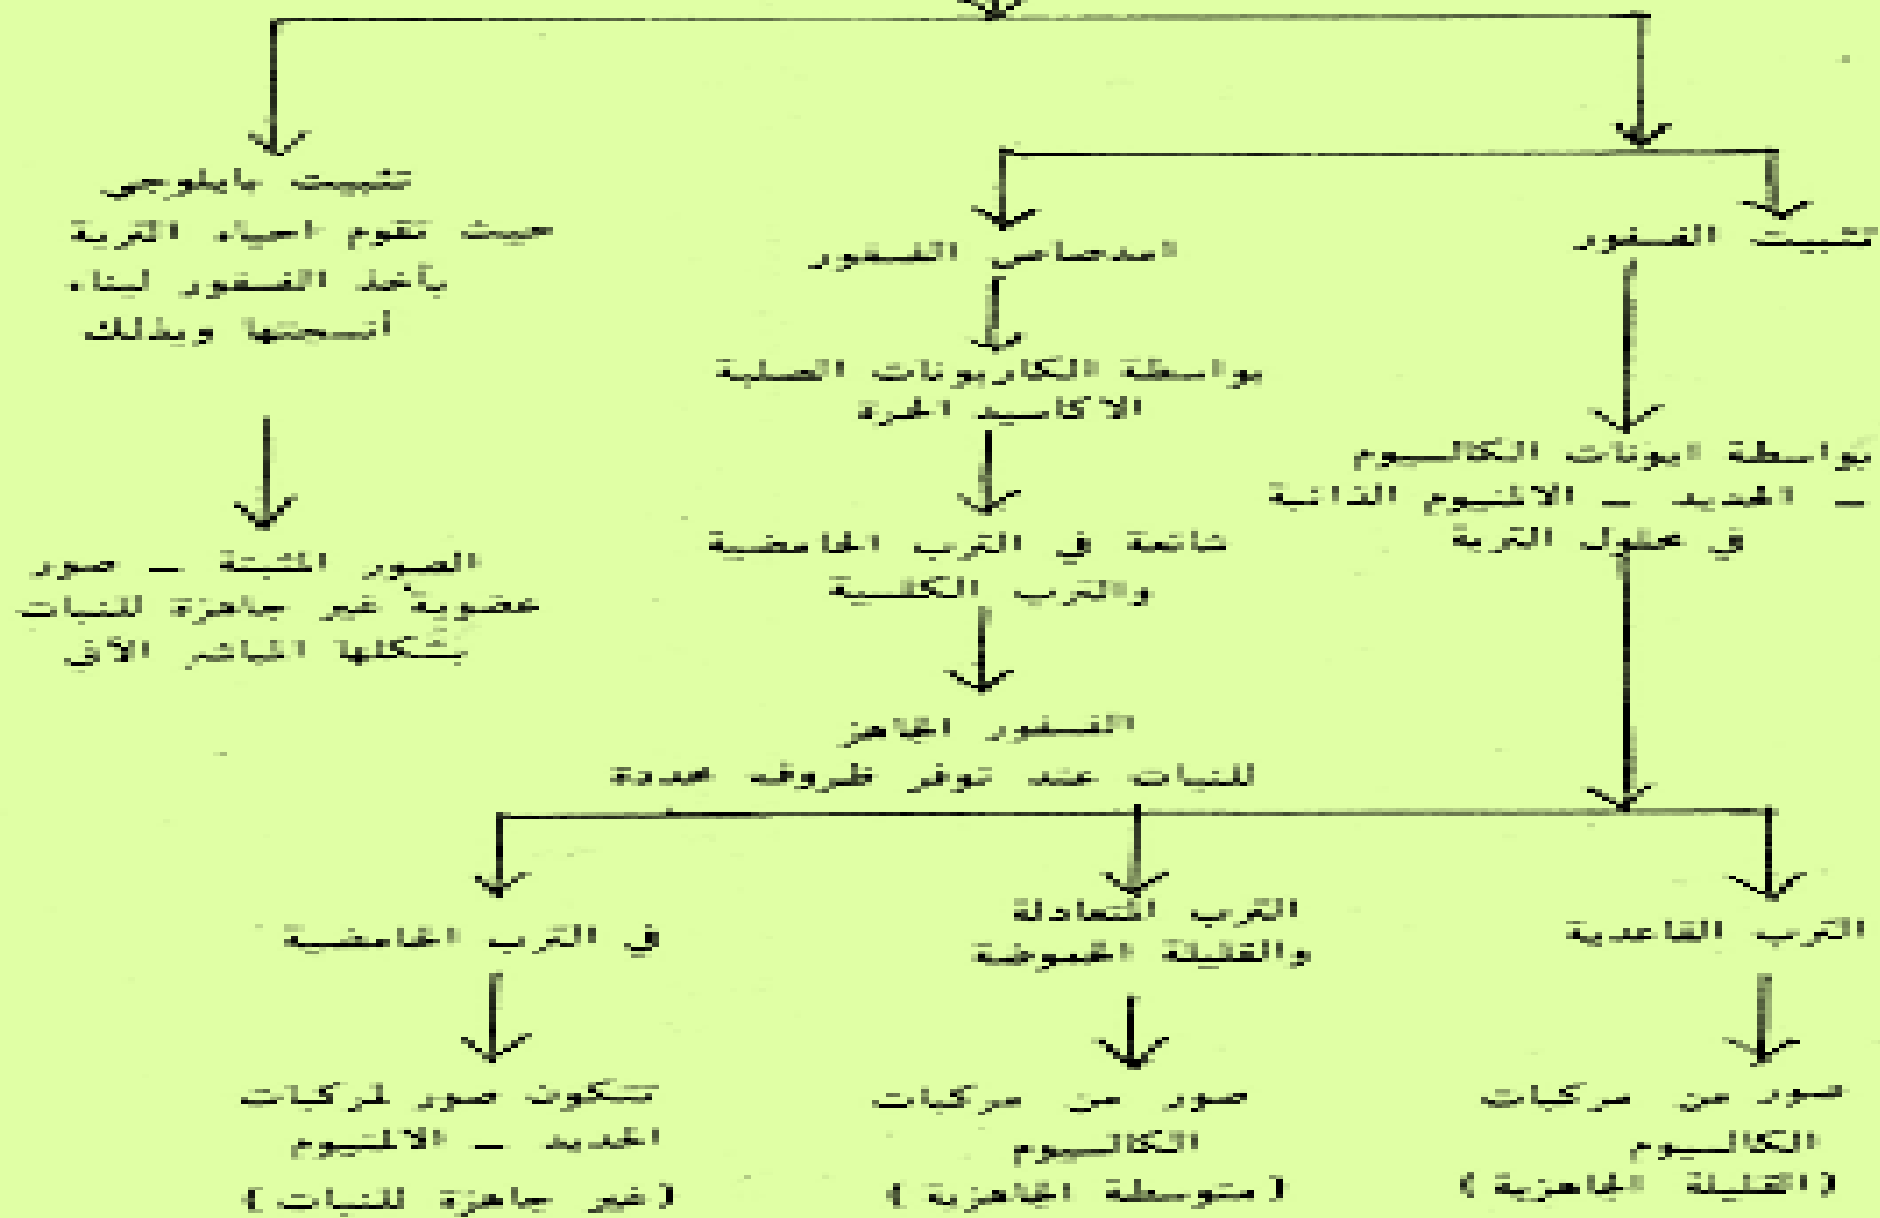 تثبيت الفسفور
بواسطة ايونات الكالسيوم
– الحديد – الالمنيوم الذائبة
في محلول التربة
امدصاص الفسفور
بواسطة الكاربونات الصلبة
الاكاسيد الحرة
شائعة في الترب الحامضية
والترب الكلسية
الفسفور الجاهز
للنبات عند توفر ظروف محددة
تثبيت بايلوجي
حيث تقوم احياء التربة
بأخذ الفسفور لبناء
أنسجتها وبذلك
الصور المثبتة – صور
عضوية غير جاهزة للنبات
بشكلها المباشر الآني
الترب القاعدية
صور من مركبات
الكالسيوم
(القليلة الجاهزية)
الترب المتعادلة
والقليلة الحموضة
صور من مركبات
الكالسيوم
(متوسطة الجاهزية)
في الترب الحامضية
تتكون صور لمركبات
الحديد – الالمنيوم
(غير جاهزة للنبات)